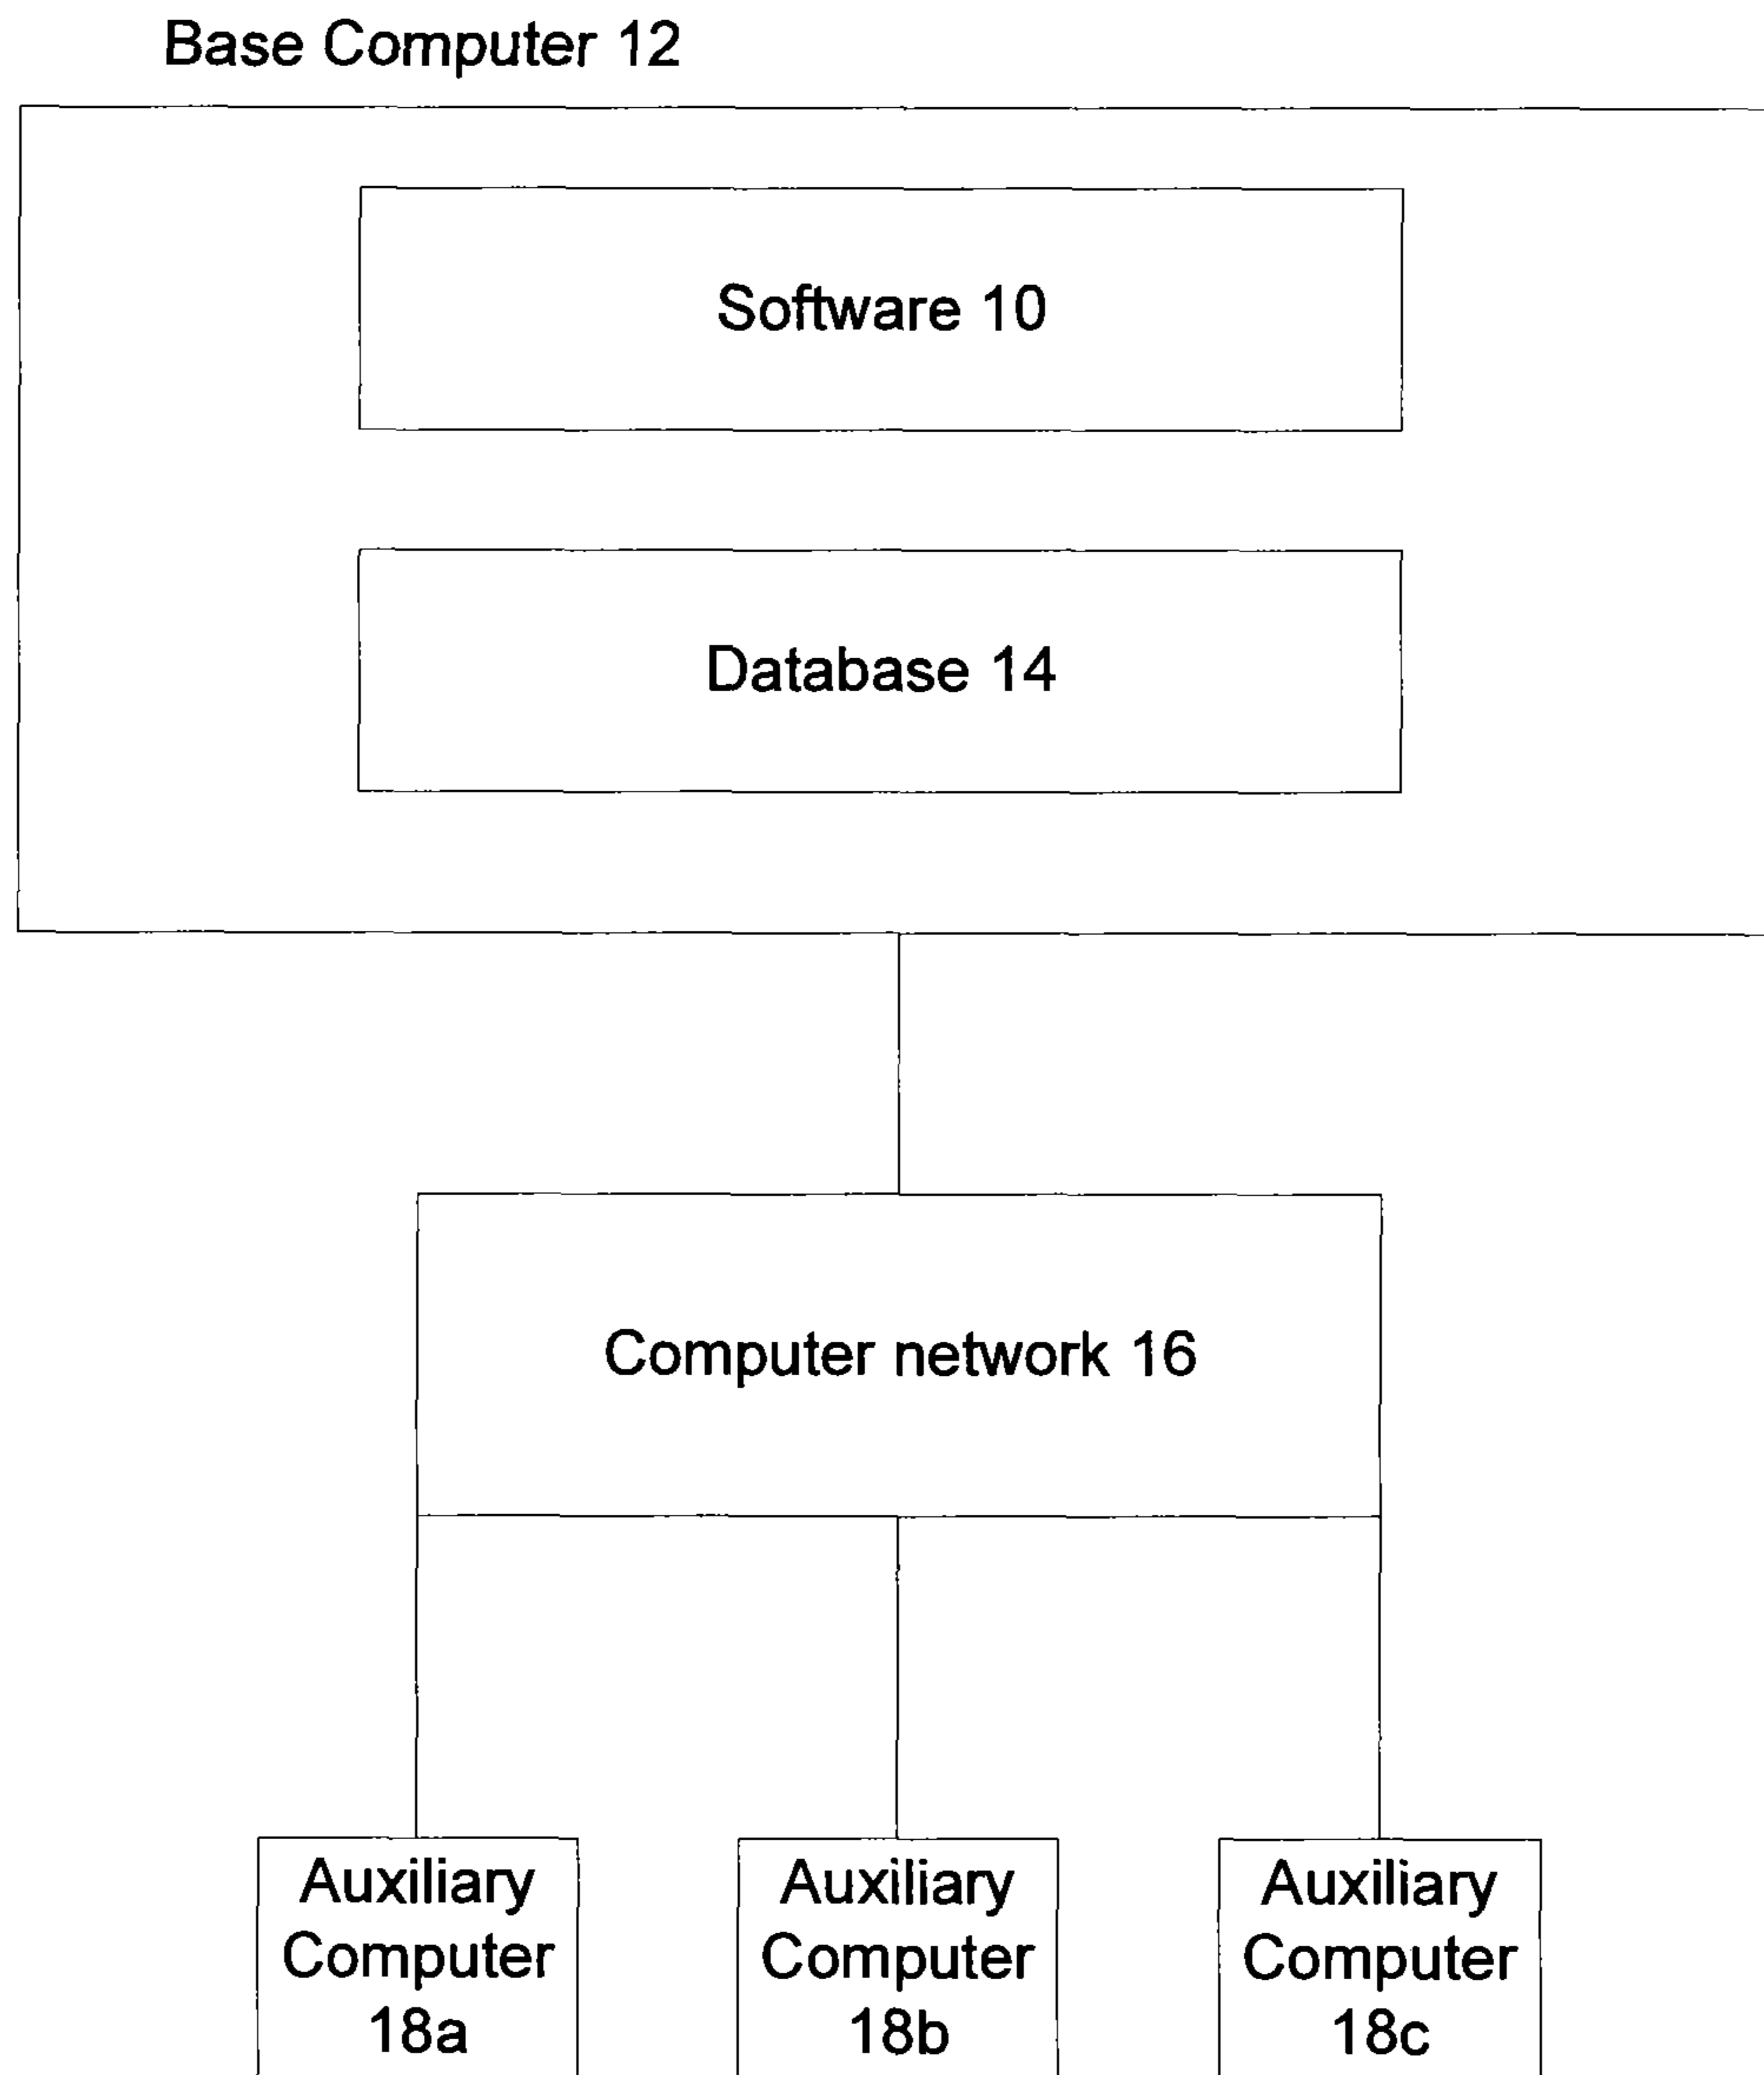 Base Computer 12
Software 10
Database 14
Computer network 16
Auxiliary
Computer
18a
Auxiliary
Computer
18b
Auxiliary
Computer
18c